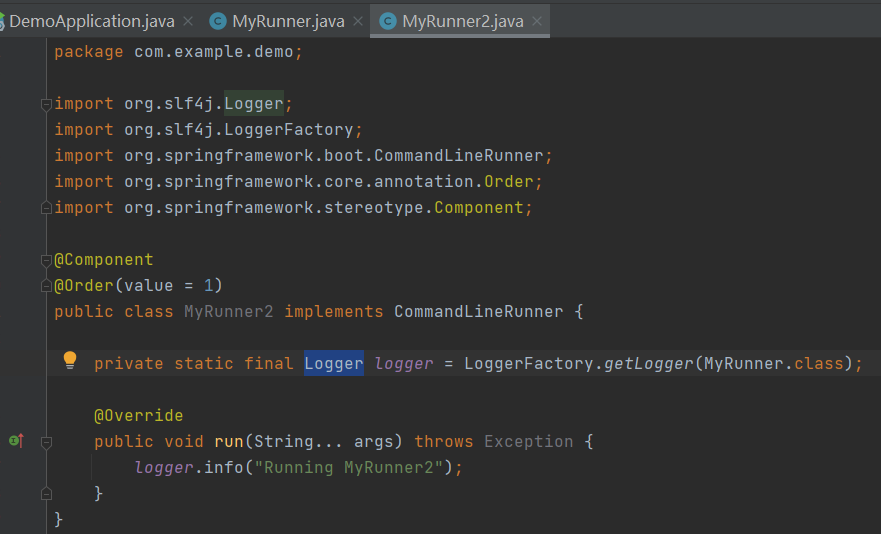 DemoApplication.java MyRunner.java MyRunner2.java
package com.example.demo;

import org.slf4j.Logger;
import org.slf4j.LoggerFactory;
import org.springframework.boot.CommandLineRunner;
import org.springframework.core.annotation.Order;
import org.springframework.stereotype.Component;

@Component
@Order(value = 1)
public class MyRunner2 implements CommandLineRunner {

    private static final Logger logger = LoggerFactory.getLogger(MyRunner.class);

    @Override
    public void run(String... args) throws Exception {
        logger.info("Running MyRunner2");
    }
}